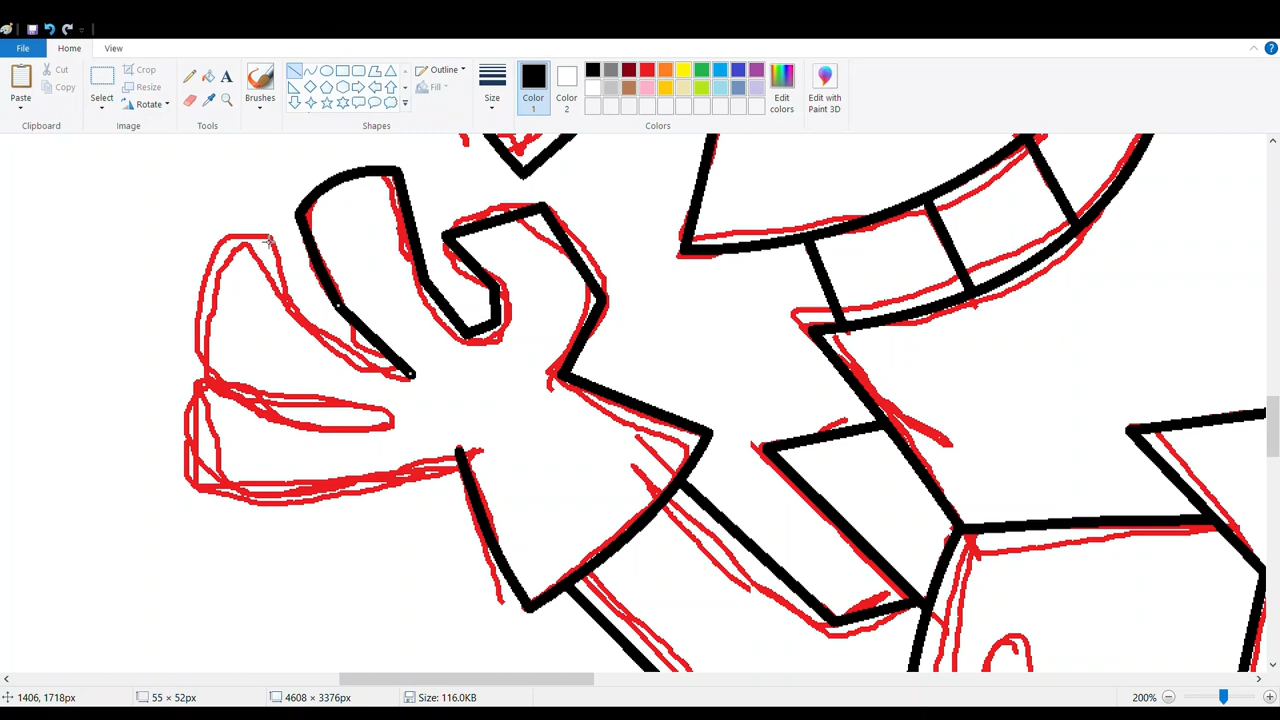 File Home View
Paste
Cut
Copy
Clipboard
Select
Crop
Resize
Rotate
Image
A
Tools
Brushes
Outline
Fill
Shapes
Size
Color 1
Color 2
Edit colors
Colors
Edit with Paint 3D
?
1406, 1718px 55 × 52px 4608 × 3376px Size: 116.0KB 200%